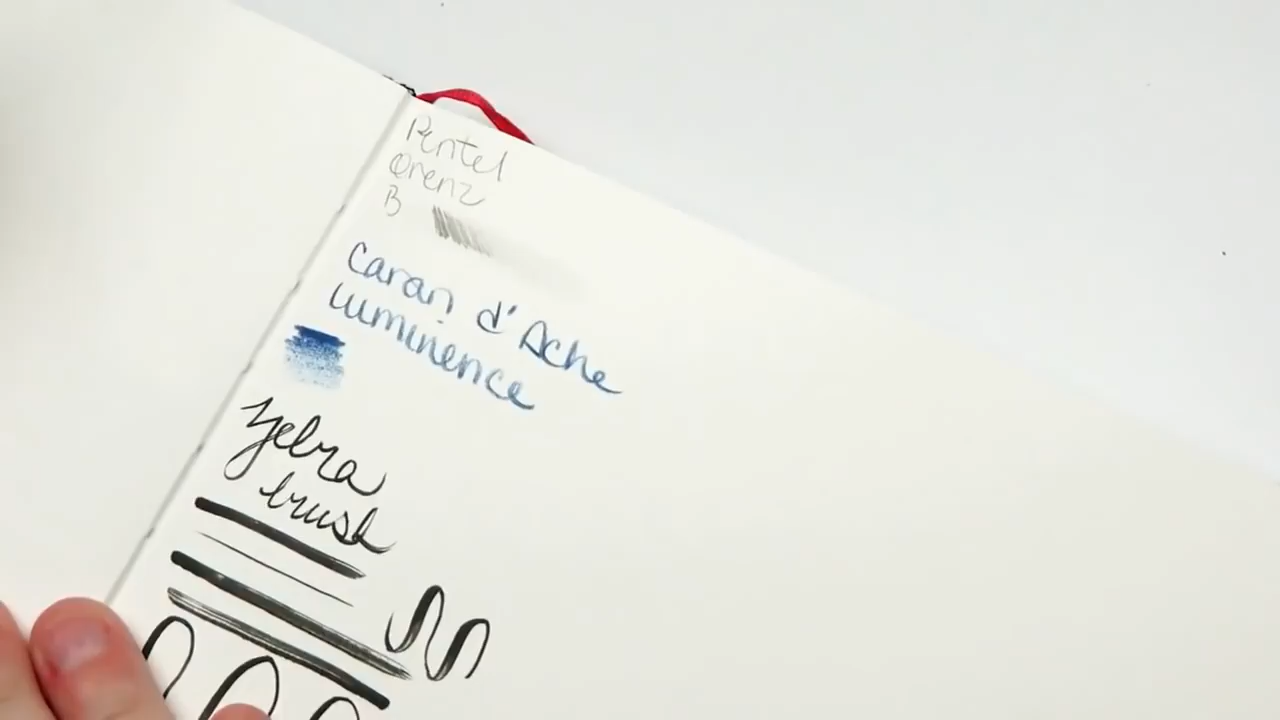 Pentel
Orenz
B
Caran d'Ache
Luminence
Zebra
brush